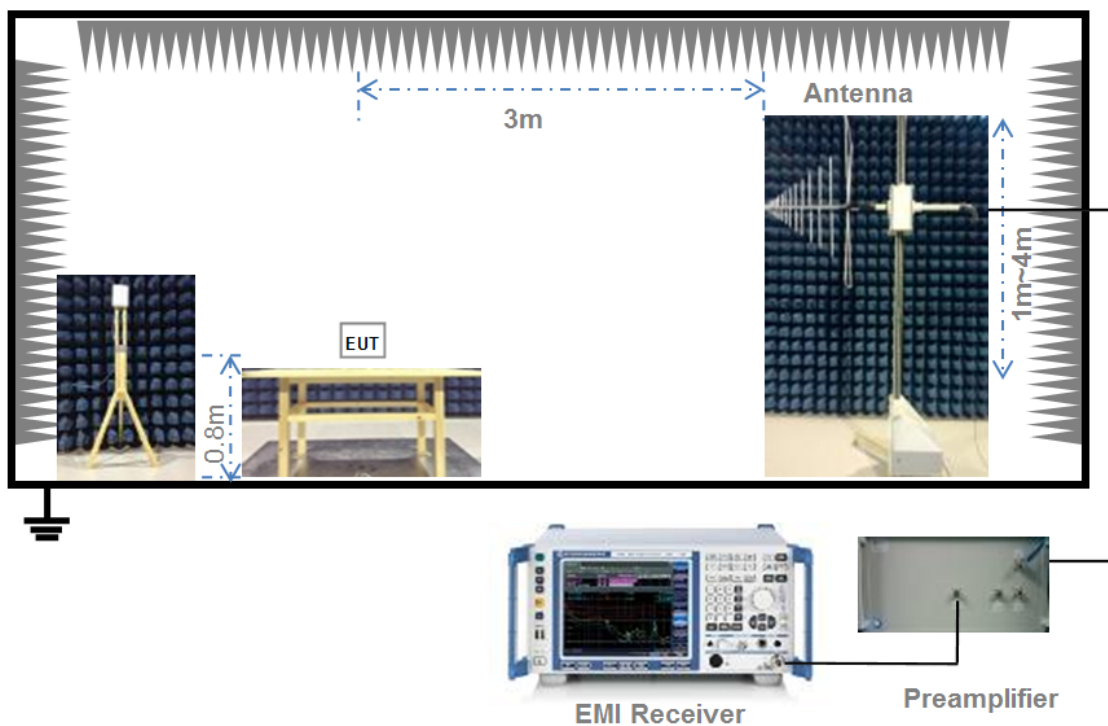 Antenna
3m
1m~4m
EUT
0.8m
Preamplifier
EMI Receiver